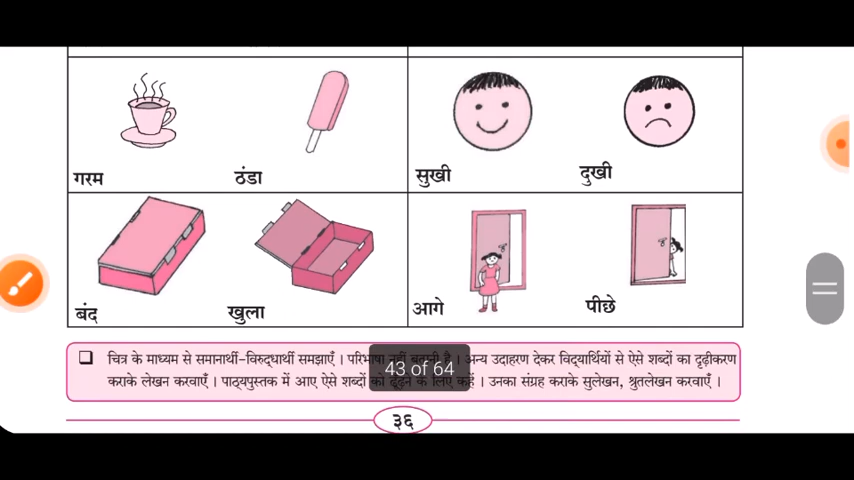 गरम ठंडा सुखी दुखी
बंद खुला आगे पीछे
❑ चित्र के माध्यम से समानार्थी-विरुद्धार्थी समझाएँ । परिभाषा नहीं बतानी है । अन्य उदाहरण देकर विद्यार्थियों से ऐसे शब्दों का दृढ़ीकरण
कराके लेखन करवाएँ । पाठ्यपुस्तक में आए ऐसे शब्दों को ढूँढ़ने के लिए कहें । उनका संग्रह कराके सुलेखन, श्रुतलेखन करवाएँ ।
43 of 64
३६